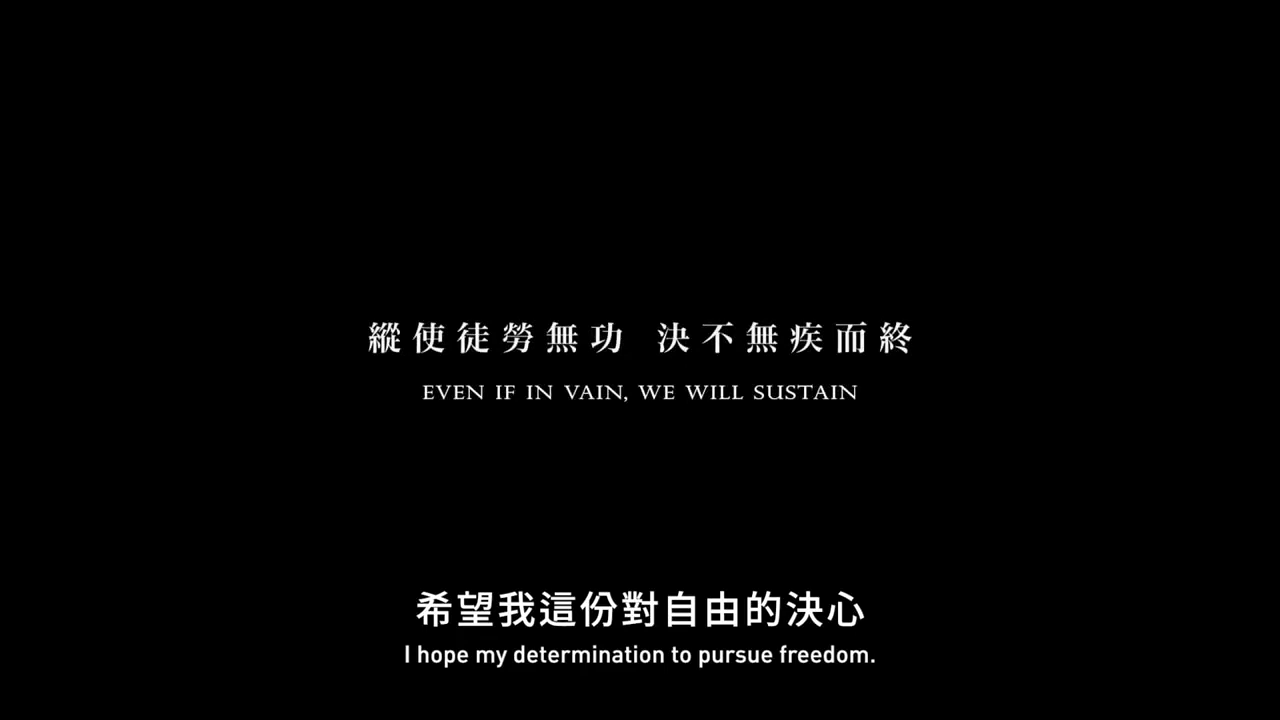 縱使徒勞無功 決不無疾而終
EVEN IF IN VAIN, WE WILL SUSTAIN
希望我這份對自由的決心
I hope my determination to pursue freedom.